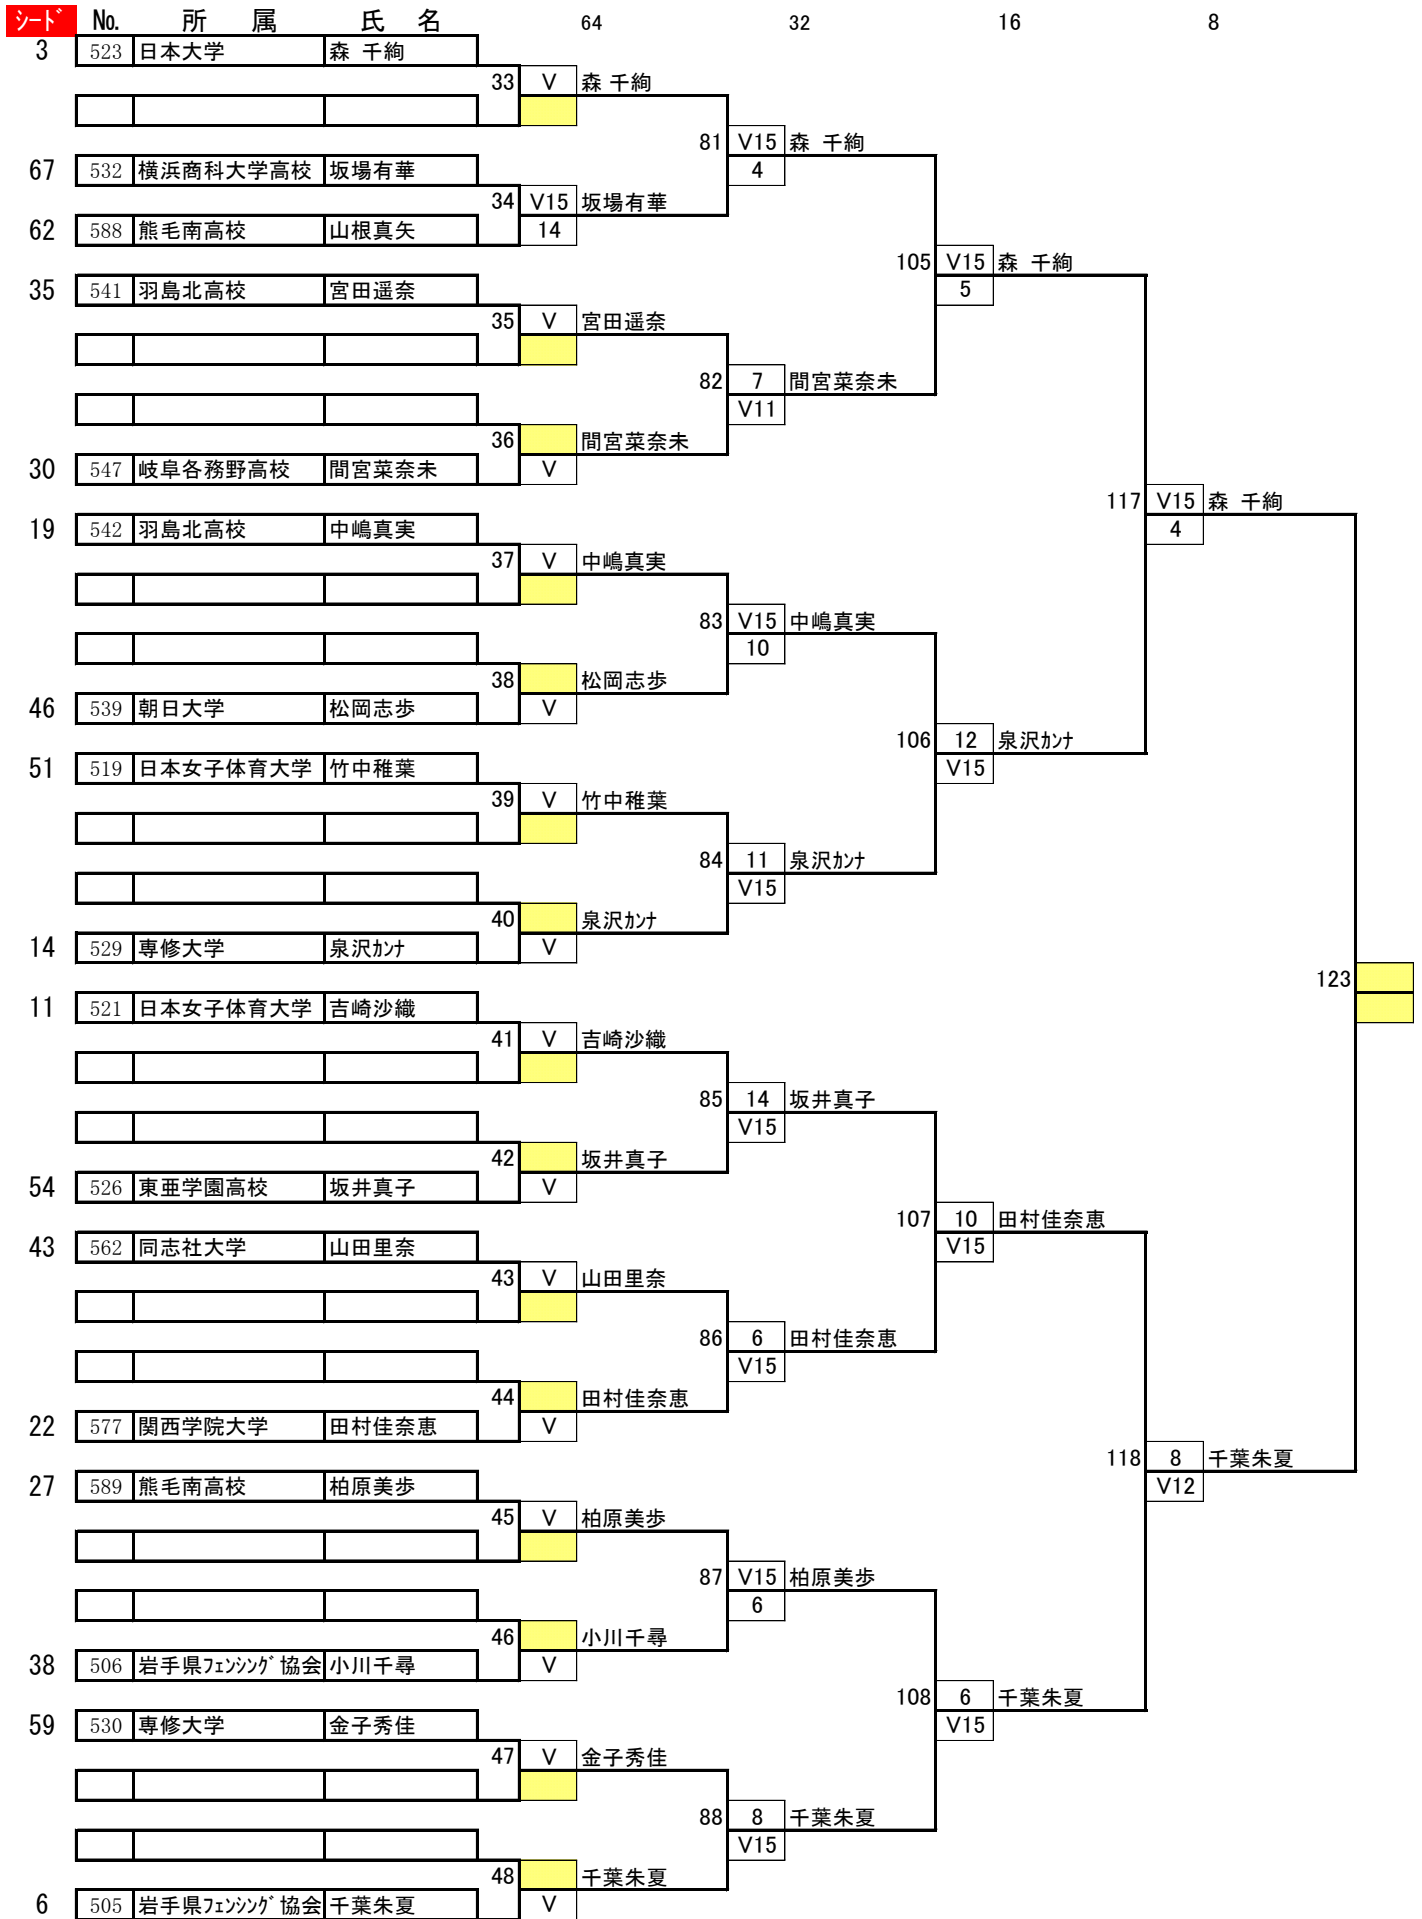 ｼｰﾄﾞ No. 所 属 氏 名 64 32 16 8
3 523 日本大学 森 千絢
33 V 森 千絢
81 V15 森 千絢
4
67 532 横浜商科大学高校 坂場有華
34 V15 坂場有華
14
62 588 熊毛南高校 山根真矢
105 V15 森 千絢
5
35 541 羽島北高校 宮田遥奈
35 V 宮田遥奈
82 7 間宮菜奈未
V11
36 間宮菜奈未
V
30 547 岐阜各務野高校 間宮菜奈未
117 V15 森 千絢
4
19 542 羽島北高校 中嶋真実
37 V 中嶋真実
83 V15 中嶋真実
10
38 松岡志歩
V
46 539 朝日大学 松岡志歩
106 12 泉沢ｶﾝﾅ
V15
51 519 日本女子体育大学 竹中稚葉
39 V 竹中稚葉
84 11 泉沢ｶﾝﾅ
V15
40 泉沢ｶﾝﾅ
V
14 529 専修大学 泉沢ｶﾝﾅ
123
11 521 日本女子体育大学 吉崎沙織
41 V 吉崎沙織
85 14 坂井真子
V15
42 坂井真子
V
54 526 東亜学園高校 坂井真子
107 10 田村佳奈恵
V15
43 562 同志社大学 山田里奈
43 V 山田里奈
86 6 田村佳奈恵
V15
44 田村佳奈恵
V
22 577 関西学院大学 田村佳奈恵
118 8 千葉朱夏
V12
27 589 熊毛南高校 柏原美歩
45 V 柏原美歩
87 V15 柏原美歩
6
46 小川千尋
V
38 506 岩手県ﾌｪﾝｼﾝｸﾞ協会 小川千尋
108 6 千葉朱夏
V15
59 530 専修大学 金子秀佳
47 V 金子秀佳
88 8 千葉朱夏
V15
48 千葉朱夏
V
6 505 岩手県ﾌｪﾝｼﾝｸﾞ協会 千葉朱夏